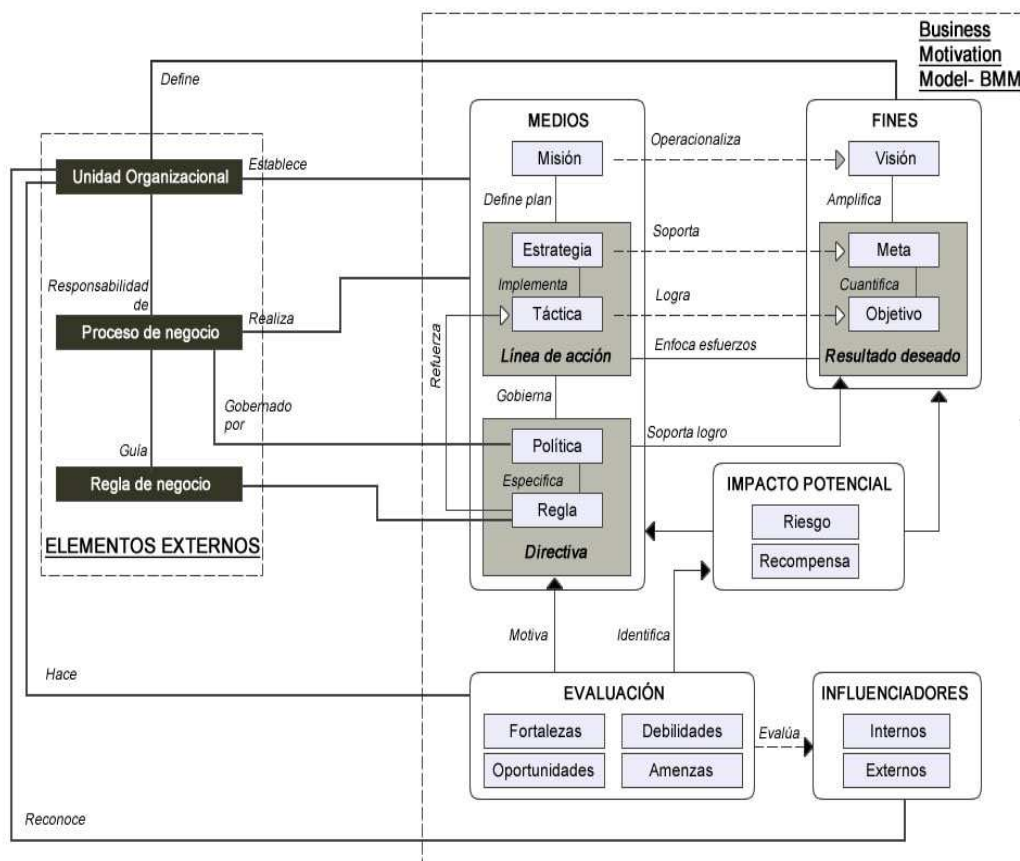 Business
Motivation
Model- BMM
Define
MEDIOS
FINES
Misión
Operacionaliza
Visión
Unidad Organizacional
Establece
Define plan
Amplifica
Estrategia
Soporta
Meta
Implementa
Cuantifica
Táctica
Logra
Objetivo
Responsabilidad
de
Proceso de negocio
Realiza
Refuerza
Línea de acción
Enfoca esfuerzos
Resultado deseado
Gobierna
Gobernado
por
Política
Soporta logro
Guía
Especifica
Regla de negocio
Regla
Directiva
ELEMENTOS EXTERNOS
IMPACTO POTENCIAL
Riesgo
Recompensa
Motiva
Identifica
Hace
EVALUACIÓN
INFLUENCIADORES
Fortalezas
Debilidades
Evalúa
Internos
Oportunidades
Amenzas
Externos
Reconoce